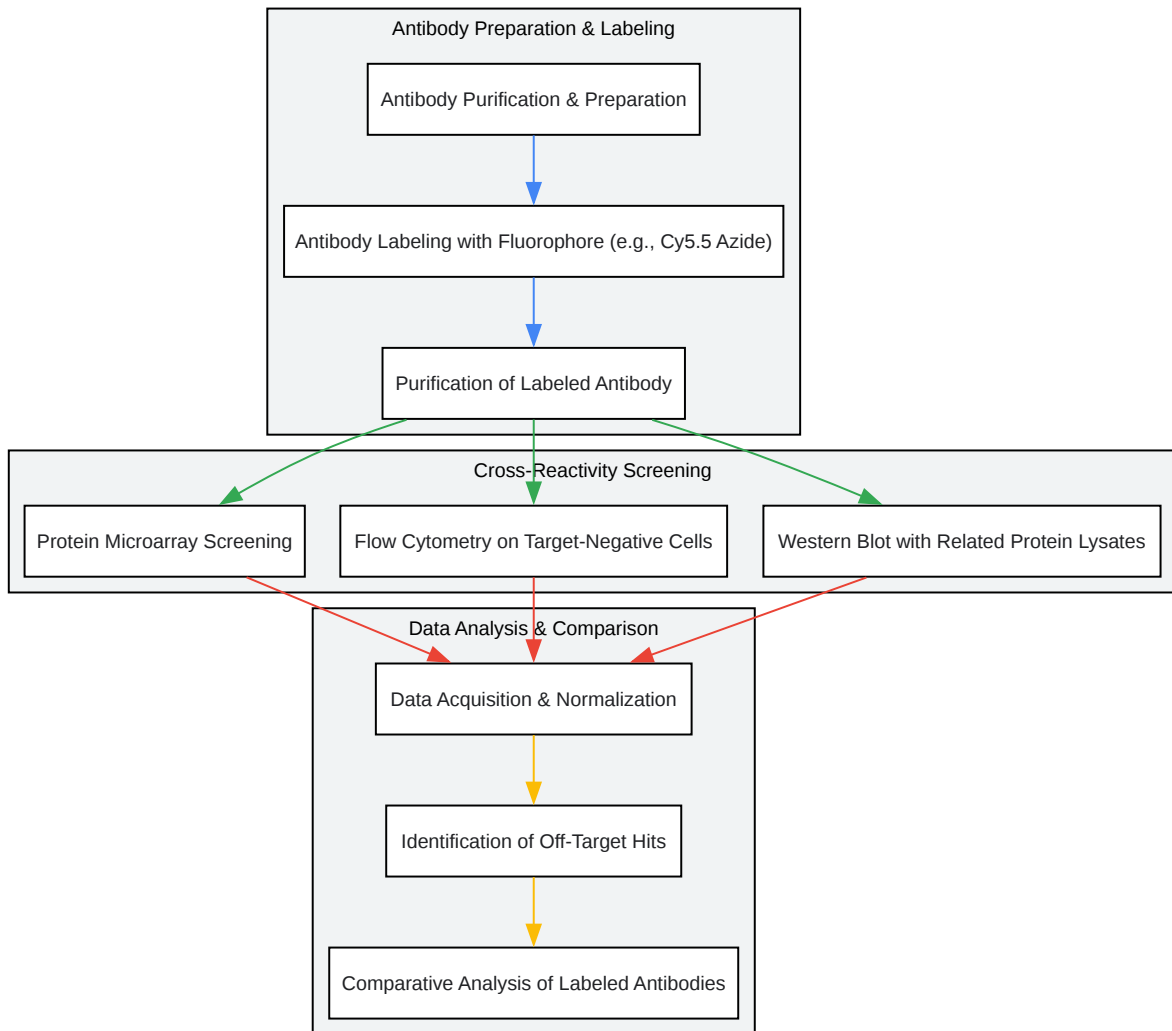 Antibody Preparation & Labeling
Antibody Purification & Preparation
Antibody Labeling with Fluorophore (e.g., Cy5.5 Azide)
Purification of Labeled Antibody
Cross-Reactivity Screening
Protein Microarray Screening
Flow Cytometry on Target-Negative Cells
Western Blot with Related Protein Lysates
Data Analysis & Comparison
Data Acquisition & Normalization
Identification of Off-Target Hits
Comparative Analysis of Labeled Antibodies